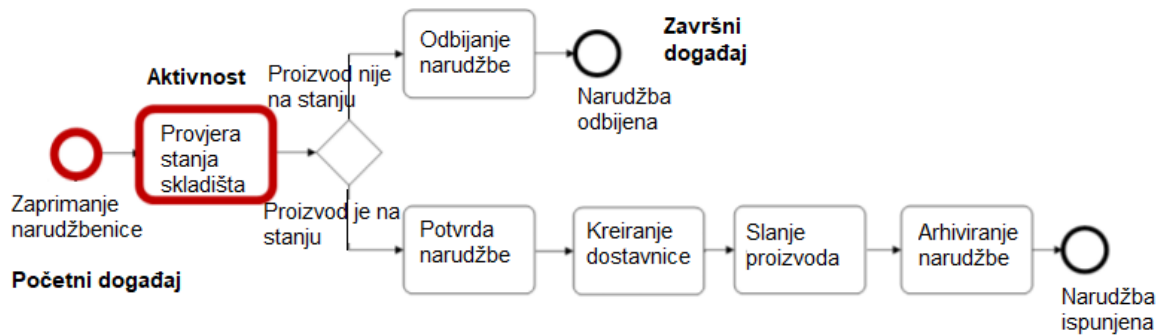 Odbijanje
narudžbe
Završni
događaj
Aktivnost
Proizvod nije
na stanju
Narudžba
odbijena
Provjera
stanja
skladišta
Zaprimanje
narudžbenice
Proizvod je na
stanju
Potvrda
narudžbe
Kreiranje
dostavnice
Slanje
proizvoda
Arhiviranje
narudžbe
Početni događaj
Narudžba
ispunjena